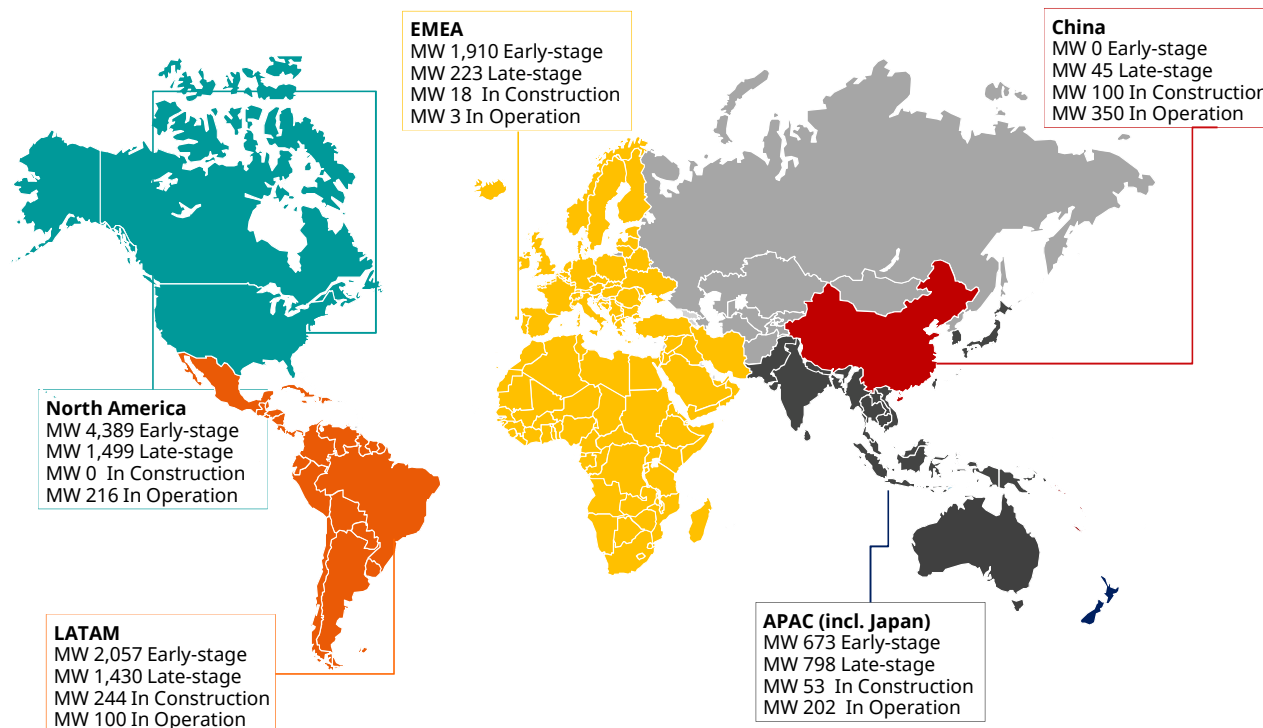 EMEA
MW 1,910 Early-stage
MW 223 Late-stage
MW 18 In Construction
MW 3 In Operation
China
MW 0 Early-stage
MW 45 Late-stage
MW 100 In Construction
MW 350 In Operation
North America
MW 4,389 Early-stage
MW 1,499 Late-stage
MW 0 In Construction
MW 216 In Operation
LATAM
MW 2,057 Early-stage
MW 1,430 Late-stage
MW 244 In Construction
MW 100 In Operation
APAC (incl. Japan)
MW 673 Early-stage
MW 798 Late-stage
MW 53 In Construction
MW 202 In Operation